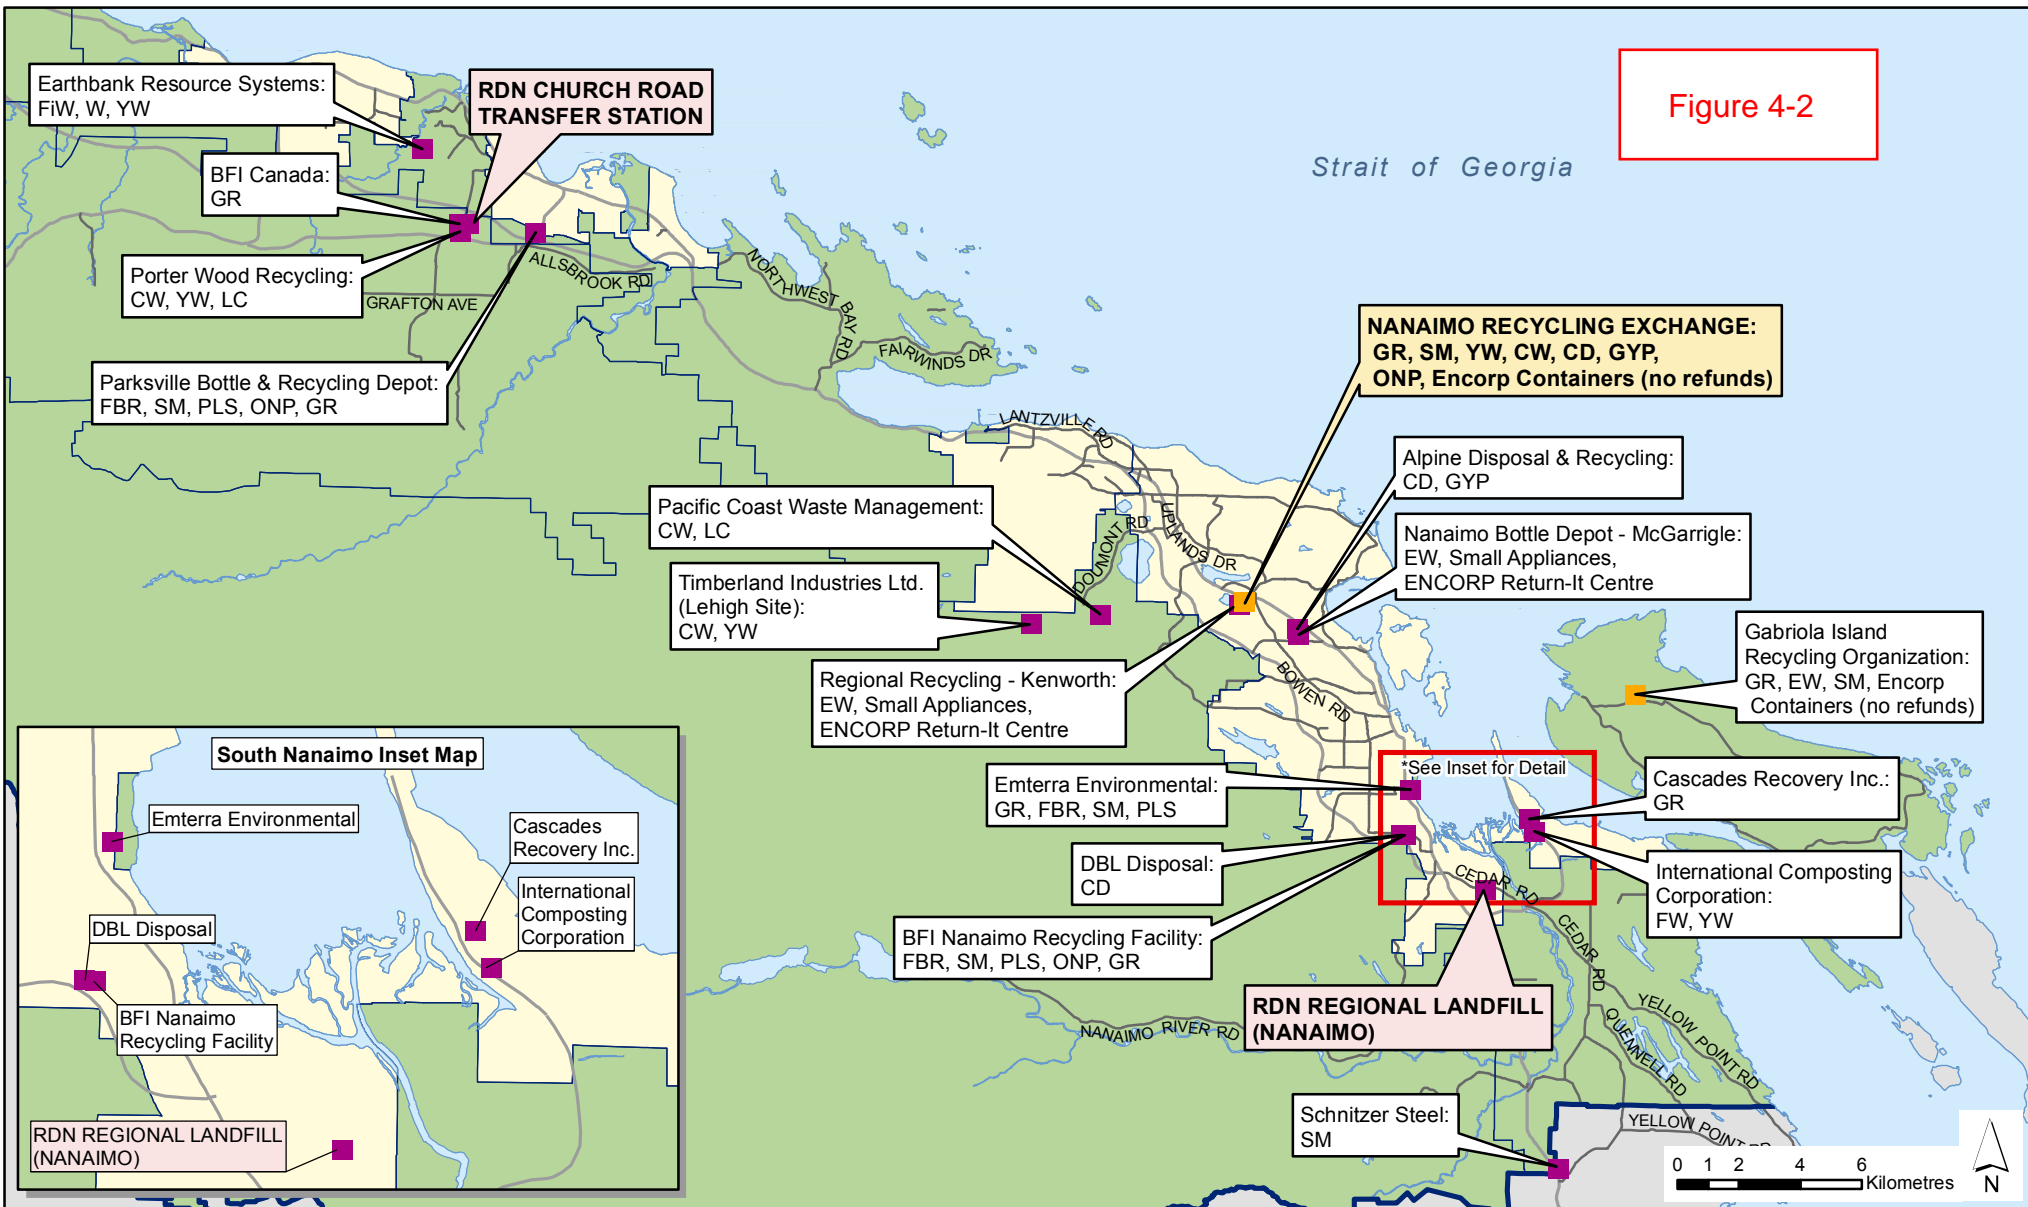 Figure 4-2
Strait of Georgia
Earthbank Resource Systems:
FiW, W, YW
RDN CHURCH ROAD
TRANSFER STATION
BFI Canada:
GR
Porter Wood Recycling:
CW, YW, LC
GRAFTON AVE
ALLSBROOK RD
NORTHWEST BAY RD
FAIRWINDS DR
Parksville Bottle & Recycling Depot:
FBR, SM, PLS, ONP, GR
NANAIMO RECYCLING EXCHANGE:
GR, SM, YW, CW, CD, GYP,
ONP, Encorp Containers (no refunds)
LANTZVILLE RD
Alpine Disposal & Recycling:
CD, GYP
Pacific Coast Waste Management:
CW, LC
DOUMONT RD
UPLANDS DR
Nanaimo Bottle Depot - McGarrigle:
EW, Small Appliances,
ENCORP Return-It Centre
Timberland Industries Ltd.
(Lehigh Site):
CW, YW
Gabriola Island
Recycling Organization:
GR, EW, SM, Encorp
Containers (no refunds)
Regional Recycling - Kenworth:
EW, Small Appliances,
ENCORP Return-It Centre
BOWEN RD
*See Inset for Detail
Emterra Environmental:
GR, FBR, SM, PLS
Cascades Recovery Inc.:
GR
DBL Disposal:
CD
CEDAR RD
International Composting
Corporation:
FW, YW
BFI Nanaimo Recycling Facility:
FBR, SM, PLS, ONP, GR
CEDAR RD
RDN REGIONAL LANDFILL
(NANAIMO)
NANAIMO RIVER RD
YELLOW POINT RD
QUENNELL RD
Schnitzer Steel:
SM
YELLOW POINT RD
0 1 2 4 6
Kilometres
N
South Nanaimo Inset Map
Emterra Environmental
Cascades
Recovery Inc.
International
Composting
Corporation
DBL Disposal
BFI Nanaimo
Recycling Facility
RDN REGIONAL LANDFILL
(NANAIMO)